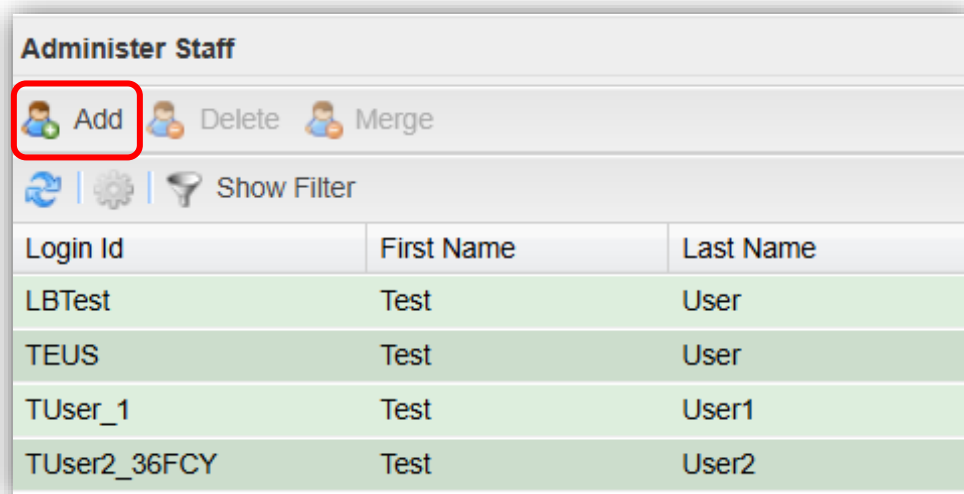 Administer Staff
Add Delete Merge
Show Filter
Login Id First Name Last Name
LBTest Test User
TEUS Test User
TUser_1 Test User1
TUser2_36FCY Test User2